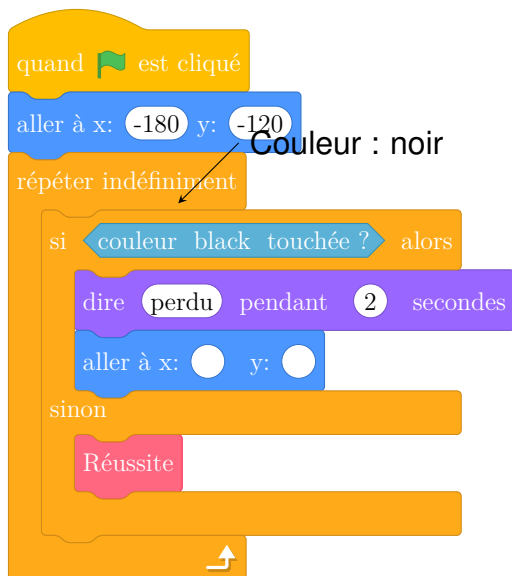 quand est cliqué
aller à x: -180 y: -120
Couleur : noir
répéter indéfiniment
si couleur black touchée ? alors
dire perdu pendant 2 secondes
aller à x: y:
sinon
Réussite